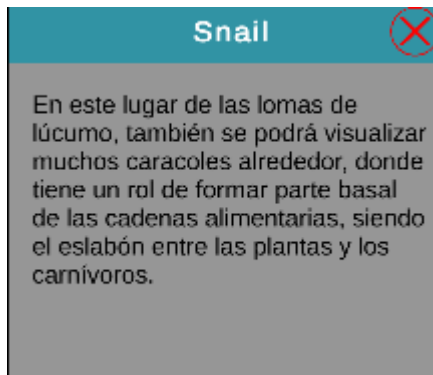 Snail
En este lugar de las lomas de
lúcumo, también se podrá visualizar
muchos caracoles alrededor, donde
tiene un rol de formar parte basal
de las cadenas alimentarias, siendo
el eslabón entre las plantas y los
carnívoros.